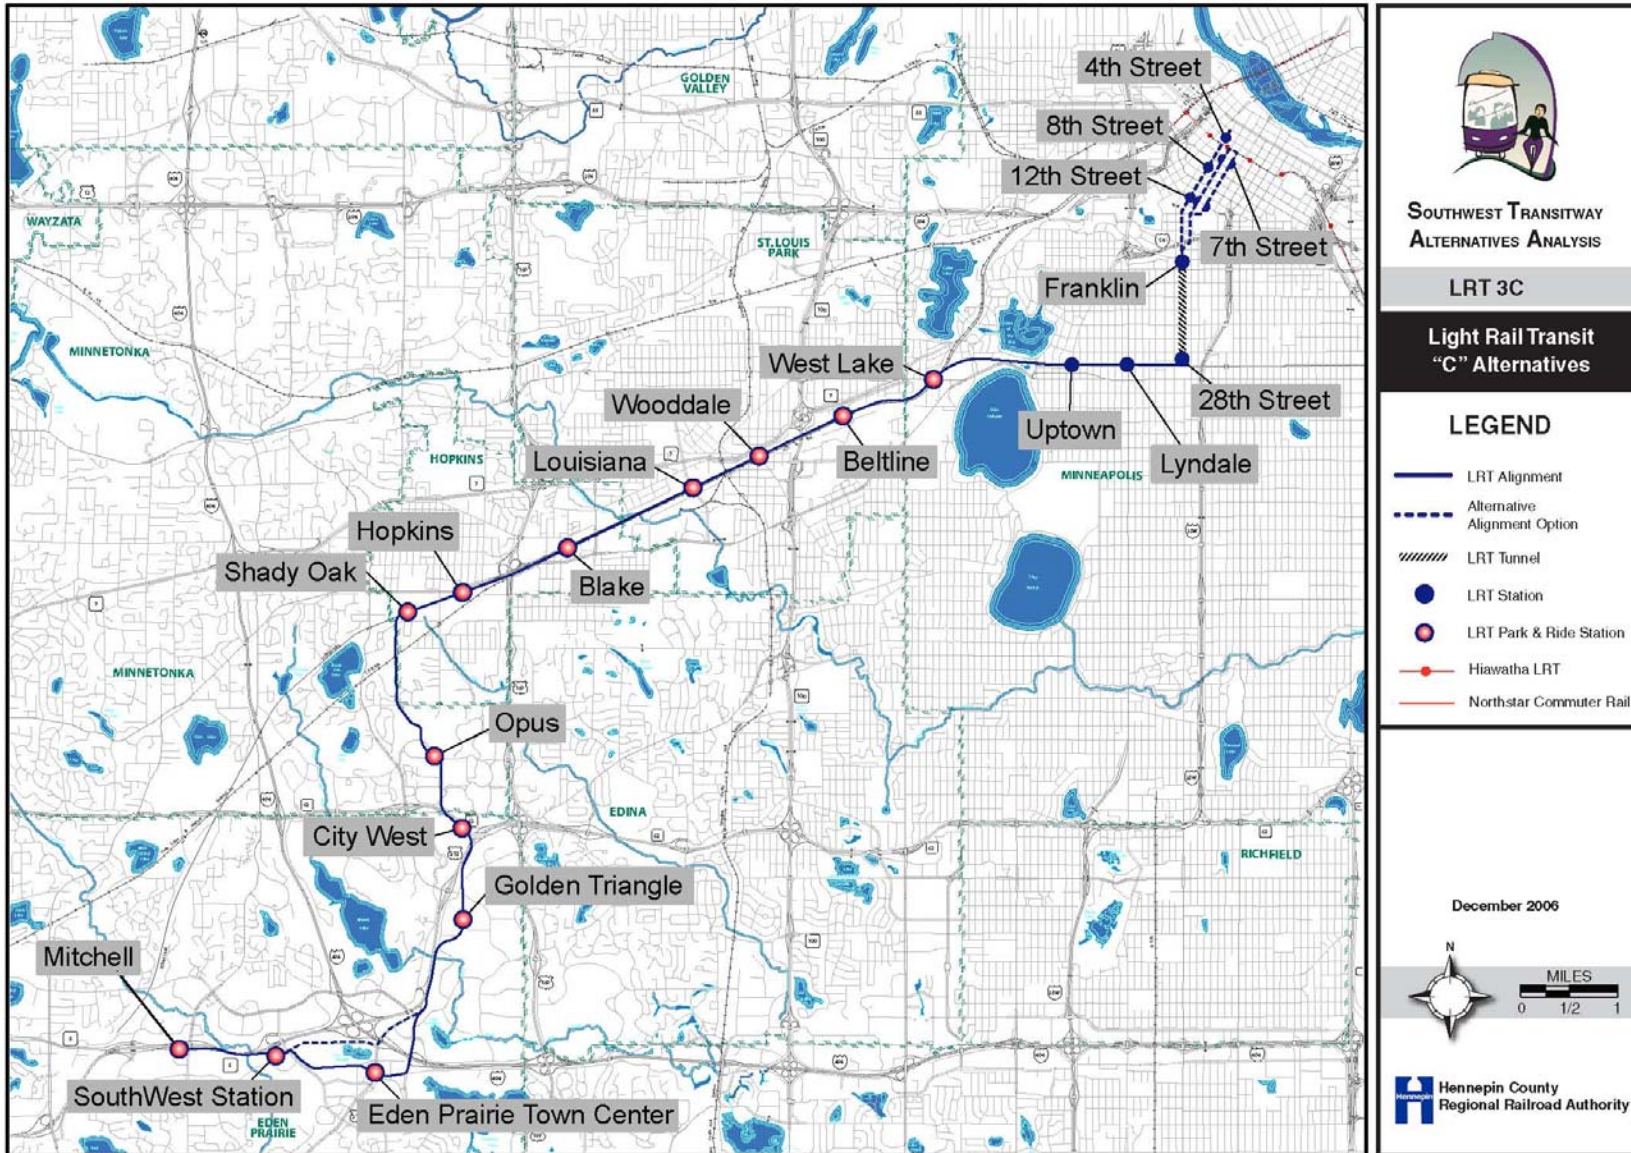 4th Street
GOLDEN
VALLEY
8th Street
12th Street
WAYZATA
ST. LOUIS
PARK
7th Street
Franklin
MINNETONKA
West Lake
Wooddale
28th Street
Uptown
Louisiana
Beltline
Lyndale
HOPKINS
MINNEAPOLIS
Hopkins
Shady Oak
Blake
MINNETONKA
Opus
EDINA
City West
RICHFIELD
Golden Triangle
Mitchell
SouthWest Station
Eden Prairie Town Center
EDEN
PRAIRIE
SOUTHWEST TRANSITWAY
ALTERNATIVES ANALYSIS
LRT 3C
Light Rail Transit
“C” Alternatives
LEGEND
LRT Alignment
Alternative
Alignment Option
LRT Tunnel
LRT Station
LRT Park & Ride Station
Hiawatha LRT
Northstar Commuter Rail
December 2006
N
MILES
0 1/2 1
Hennepin
Hennepin County
Regional Railroad Authority